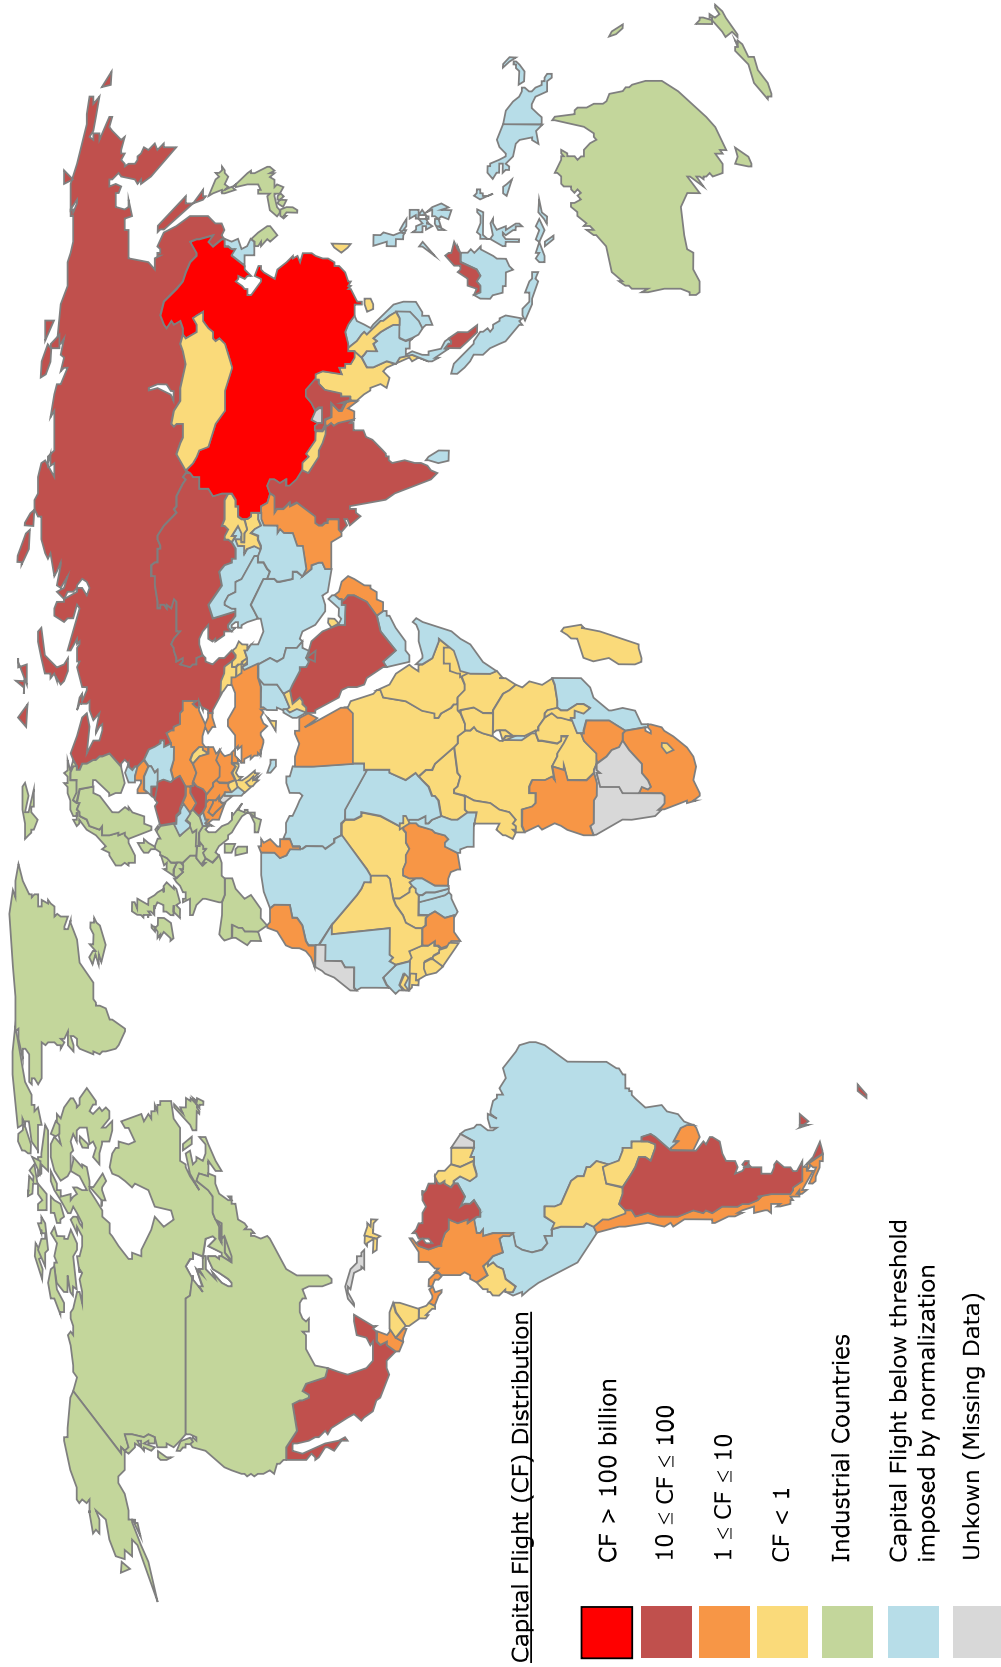 Capital Flight (CF) Distribution
CF > 100 billion
10 ≤ CF ≤ 100
1 ≤ CF ≤ 10
CF < 1
Industrial Countries
Capital Flight below threshold
imposed by normalization
Unkown (Missing Data)